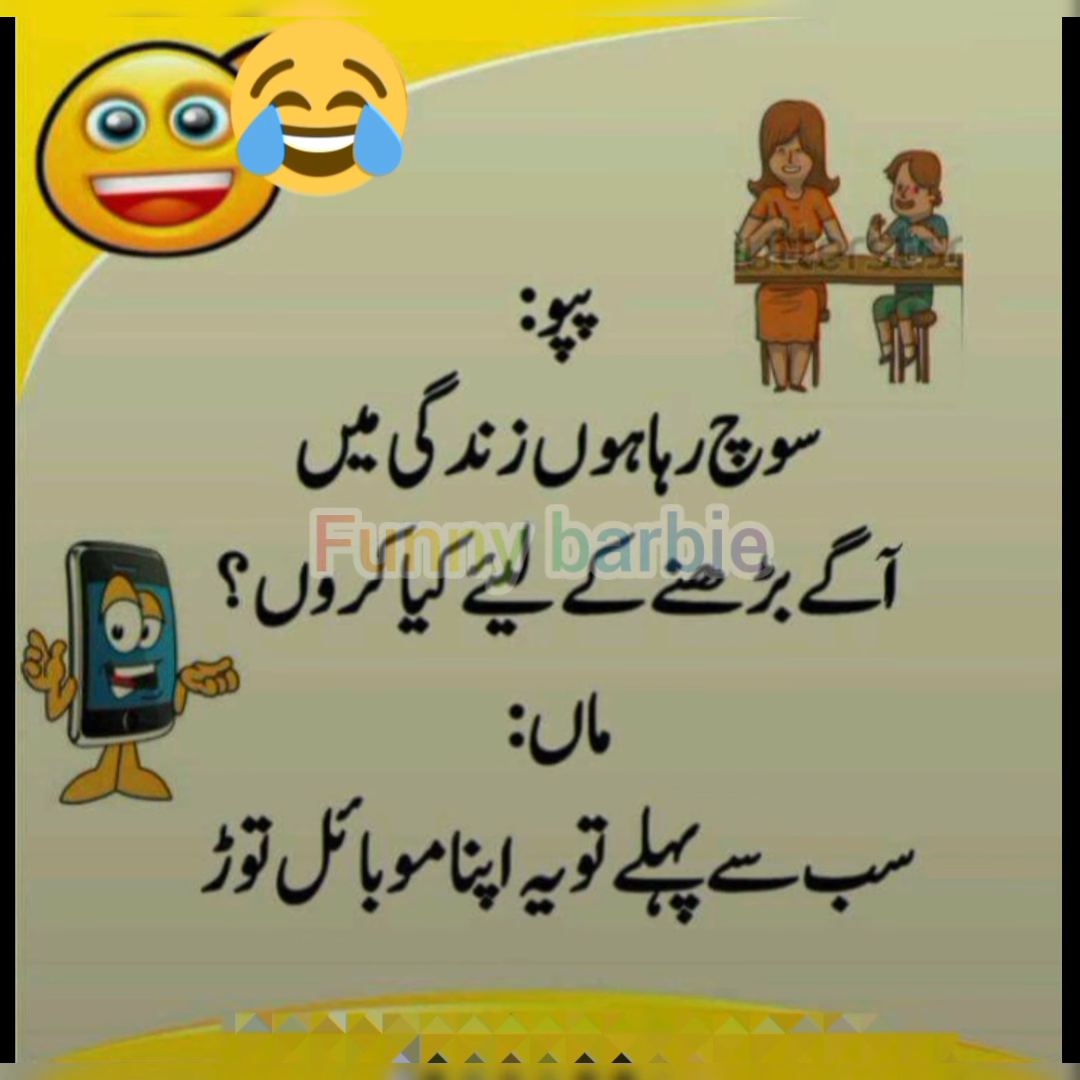 پپو:
سوچ رہا ہوں زندگی میں
Funny barbie
آگے بڑھنے کے لیئے کیا کروں؟
ماں:
سب سے پہلے تو یہ اپنا موبائل توڑ